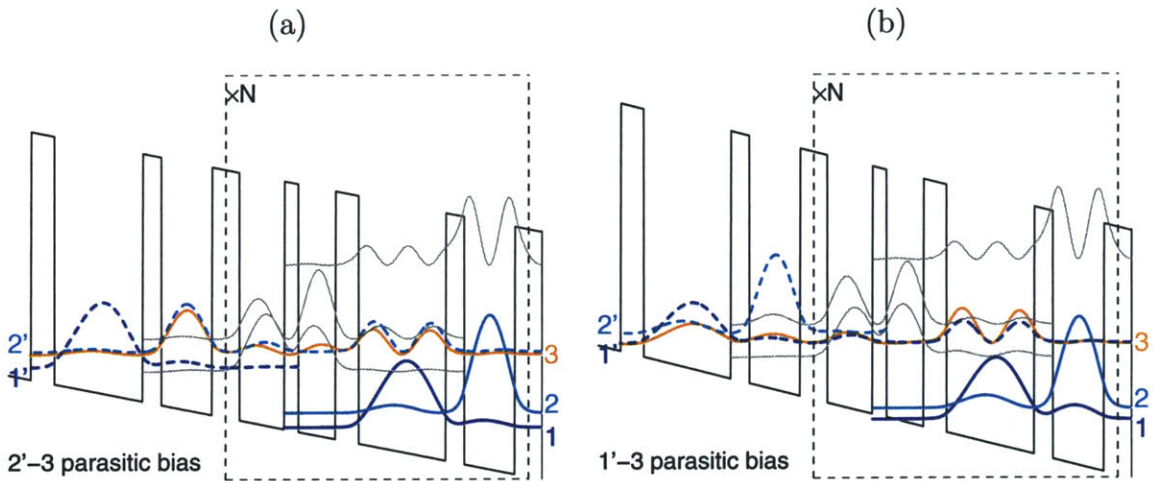 (a)
(b)
×N
×N
2'
1'
3
2
1
2'
1'
3
2
1
2'–3 parasitic bias
1'–3 parasitic bias